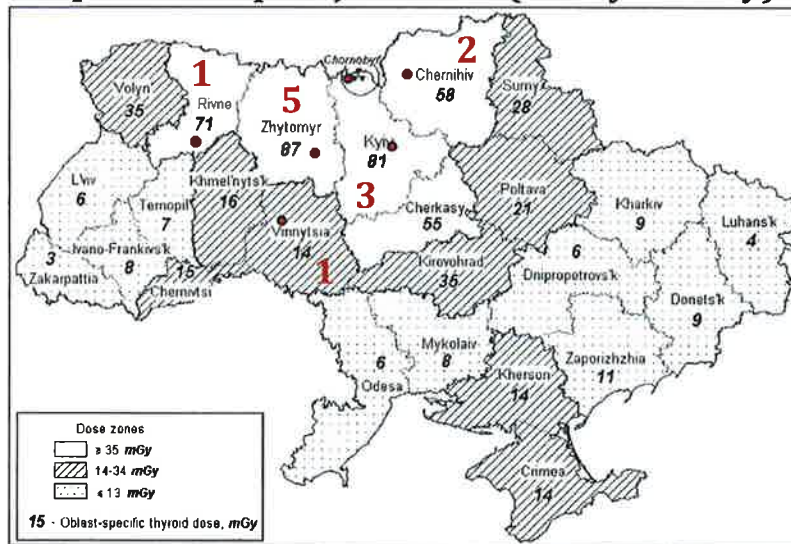 Chornobyl
2
1
Volyn
35
Rivne
71
5
Zhytomyr
87
Chernihiv
58
Sumy
28
Kyiv
81
3
L'viv
6
Ternopil'
7
Khmel'nyts'k
16
Vinnytsia
14
1
Cherkasy
55
Poltava
21
Kharkiv
9
Luhans'k
4
3
Zakarpattia
Ivano-Frankivs'k
8
15
Chernivtsi
Kirovohrad
35
6
Dnipropetrovs'k
Donets'k
9
6
Odesa
Mykolaiv
8
Kherson
14
Zaporizhzhia
11
Crimea
14
Dose zones
≥ 35 mGy
14-34 mGy
≤ 13 mGy
15 - Oblast-specific thyroid dose, mGy